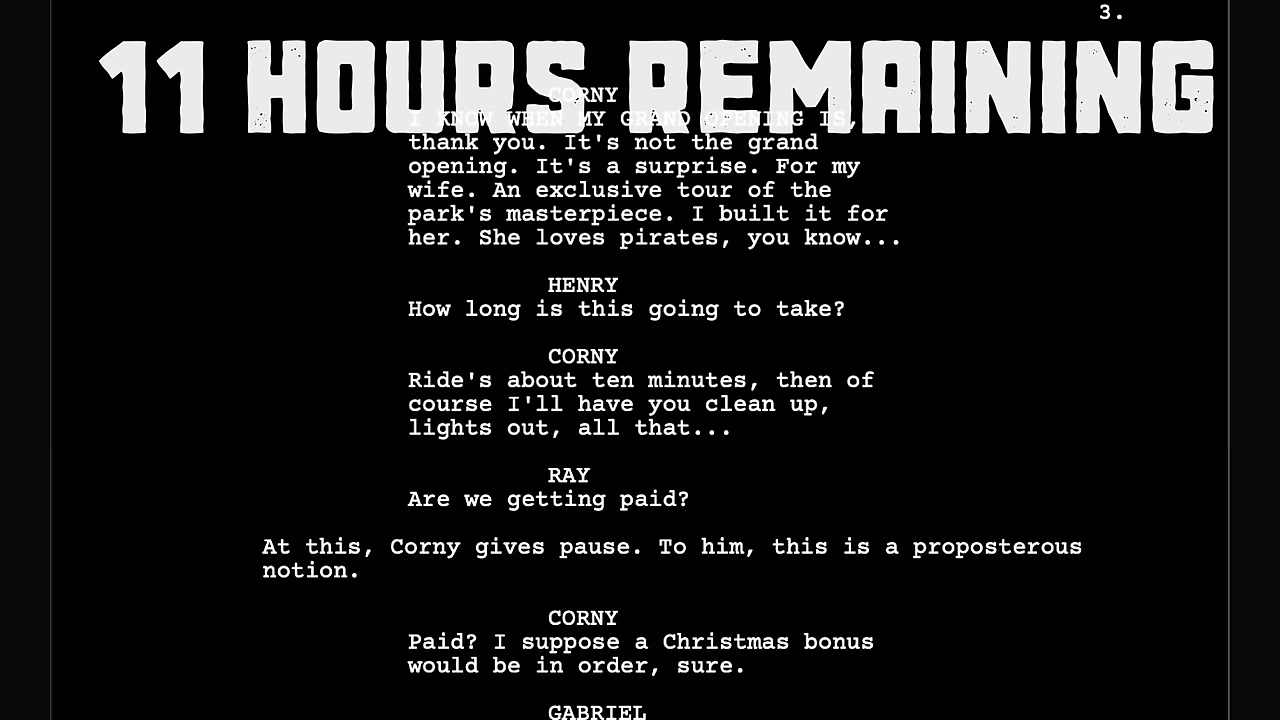 3.
11 HOURS REMAINING
CORNY
I KNOW WHEN MY GRAND OPENING IS,
thank you. It's not the grand
opening. It's a surprise. For my
wife. An exclusive tour of the
park's masterpiece. I built it for
her. She loves pirates, you know...
HENRY
How long is this going to take?
CORNY
Ride's about ten minutes, then of
course I'll have you clean up,
lights out, all that...
RAY
Are we getting paid?
At this, Corny gives pause. To him, this is a proposterous
notion.
CORNY
Paid? I suppose a Christmas bonus
would be in order, sure.
GABRIEL